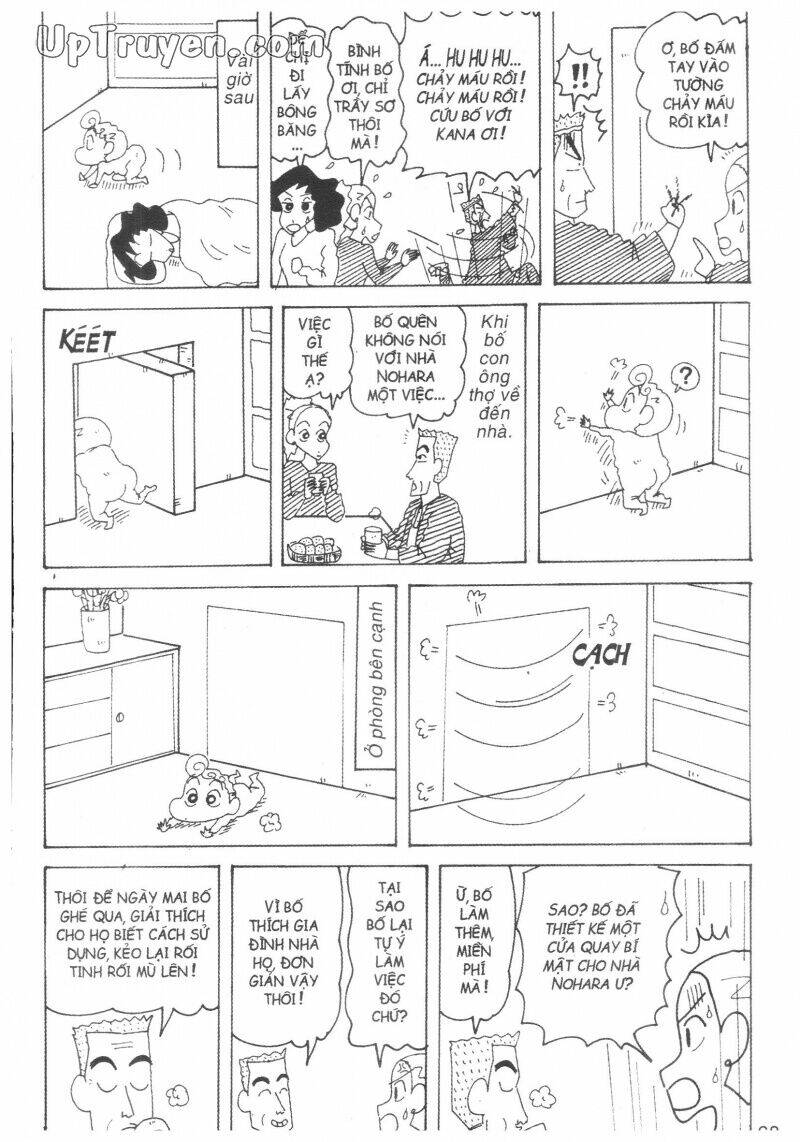 UpTruyen.com
Ơ, BỐ ĐẤM
TAY VÀO
TƯỜNG
CHẢY MÁU
RỒI KÌA!
!!
Á... HU HU HU...
CHẢY MÁU RỒI!
CHẢY MÁU RỒI!
CỨU BỐ VỚI
KANA ƠI!
BÌNH
TĨNH BỐ
ƠI, CHỈ
TRẦY SƠ
THÔI
MÀ!
ĐỂ
CHỊ
ĐI
LẤY
BÔNG
BĂNG
...
Vài
giờ
sau
?
Khi
bố
con
ông
thợ về
đến
nhà.
BỐ QUÊN
KHÔNG NÓI
VỚI NHÀ
NOHARA
MỘT VIỆC...
VIỆC
GÌ
THẾ
Ạ?
KÉÉT
CẠCH
Ở phòng bên cạnh
SAO? BỐ ĐÃ
THIẾT KẾ MỘT
CỬA QUAY BÍ
MẬT CHO NHÀ
NOHARA Ư?
Ừ, BỐ
LÀM
THÊM,
MIỄN
PHÍ
MÀ!
TẠI
SAO
BỐ LẠI
TỰ Ý
LÀM
VIỆC
ĐÓ
CHỨ?
VÌ BỐ
THÍCH GIA
ĐÌNH NHÀ
HỌ, ĐƠN
GIẢN VẬY
THÔI!
THÔI ĐỂ NGÀY MAI BỐ
GHÉ QUA, GIẢI THÍCH
CHO HỌ BIẾT CÁCH SỬ
DỤNG, KẺO LẠI RỐI
TINH RỐI MÙ LÊN!